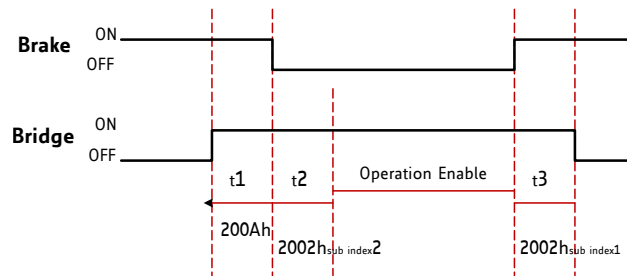 ON
Brake
OFF
ON
Bridge
OFF
t1 t2 Operation Enable t3
200Ah
2002hsub index2 2002hsub index1